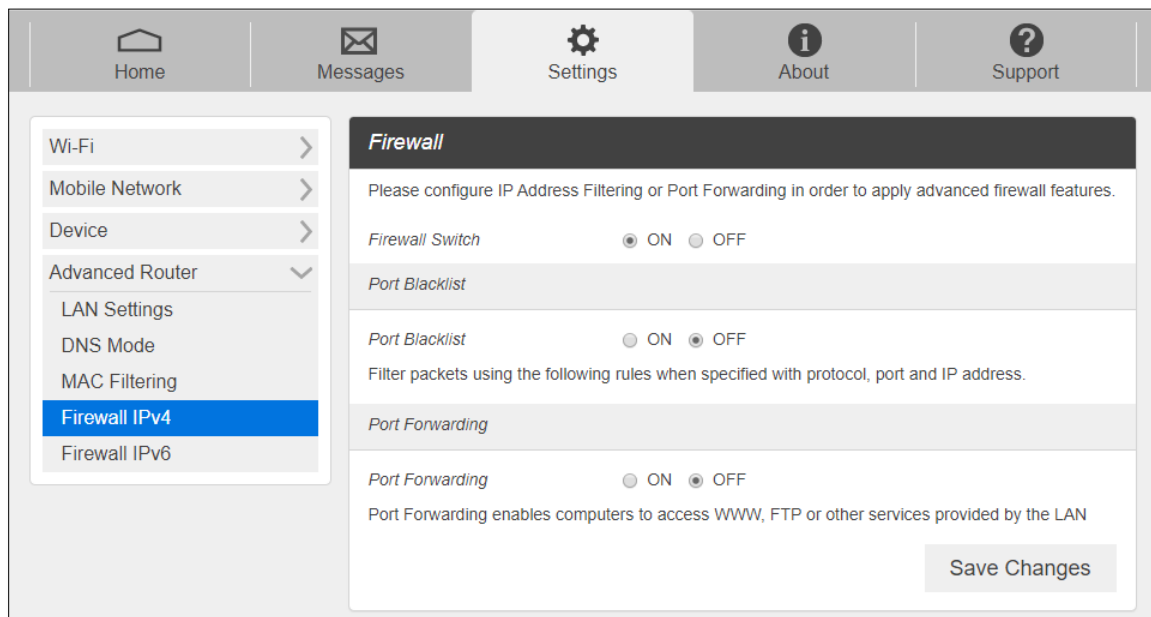 Home
Messages
Settings
About
Support
Wi-Fi
Mobile Network
Device
Advanced Router
LAN Settings
DNS Mode
MAC Filtering
Firewall IPv4
Firewall IPv6
Firewall
Please configure IP Address Filtering or Port Forwarding in order to apply advanced firewall features.
Firewall Switch ON OFF
Port Blacklist
Port Blacklist ON OFF
Filter packets using the following rules when specified with protocol, port and IP address.
Port Forwarding
Port Forwarding ON OFF
Port Forwarding enables computers to access WWW, FTP or other services provided by the LAN
Save Changes